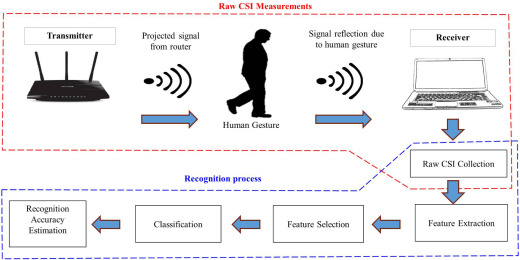 Raw CSI Measurements
Transmitter
Projected signal
from router
Signal reflection due
to human gesture
Receiver
Human Gesture
Raw CSI Collection
Recognition process
Recognition
Accuracy
Estimation
Classification
Feature Selection
Feature Extraction